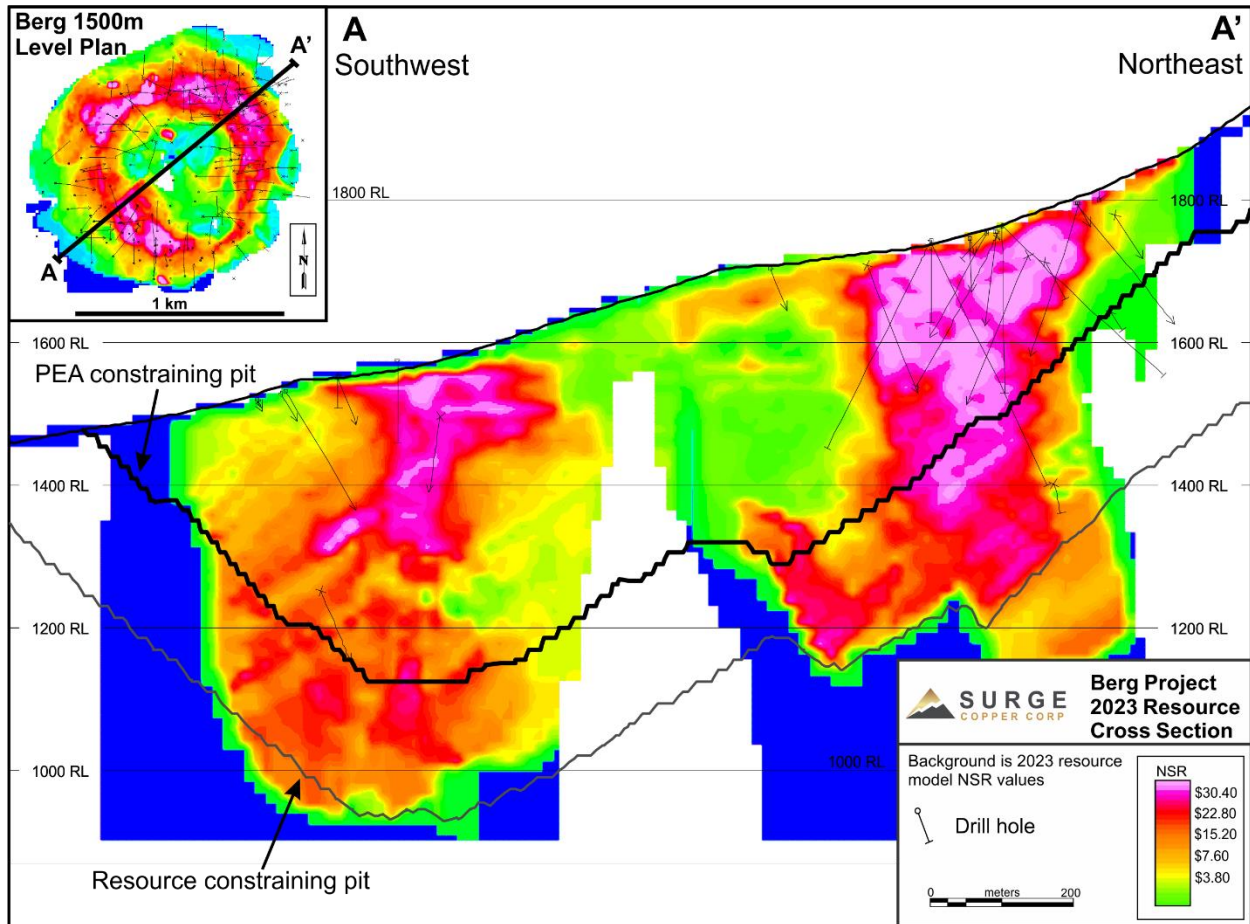 Berg 1500m
Level Plan
A'
A
N
1 km
A
Southwest
A'
Northeast
1800 RL
1800 RL
1600 RL
1600 RL
PEA constraining pit
1400 RL
1400 RL
1200 RL
1200 RL
1000 RL
1000 RL
Resource constraining pit
SURGE
COPPER CORP
Berg Project
2023 Resource
Cross Section
Background is 2023 resource
model NSR values
Drill hole
0 meters 200
NSR
$30.40
$22.80
$15.20
$7.60
$3.80